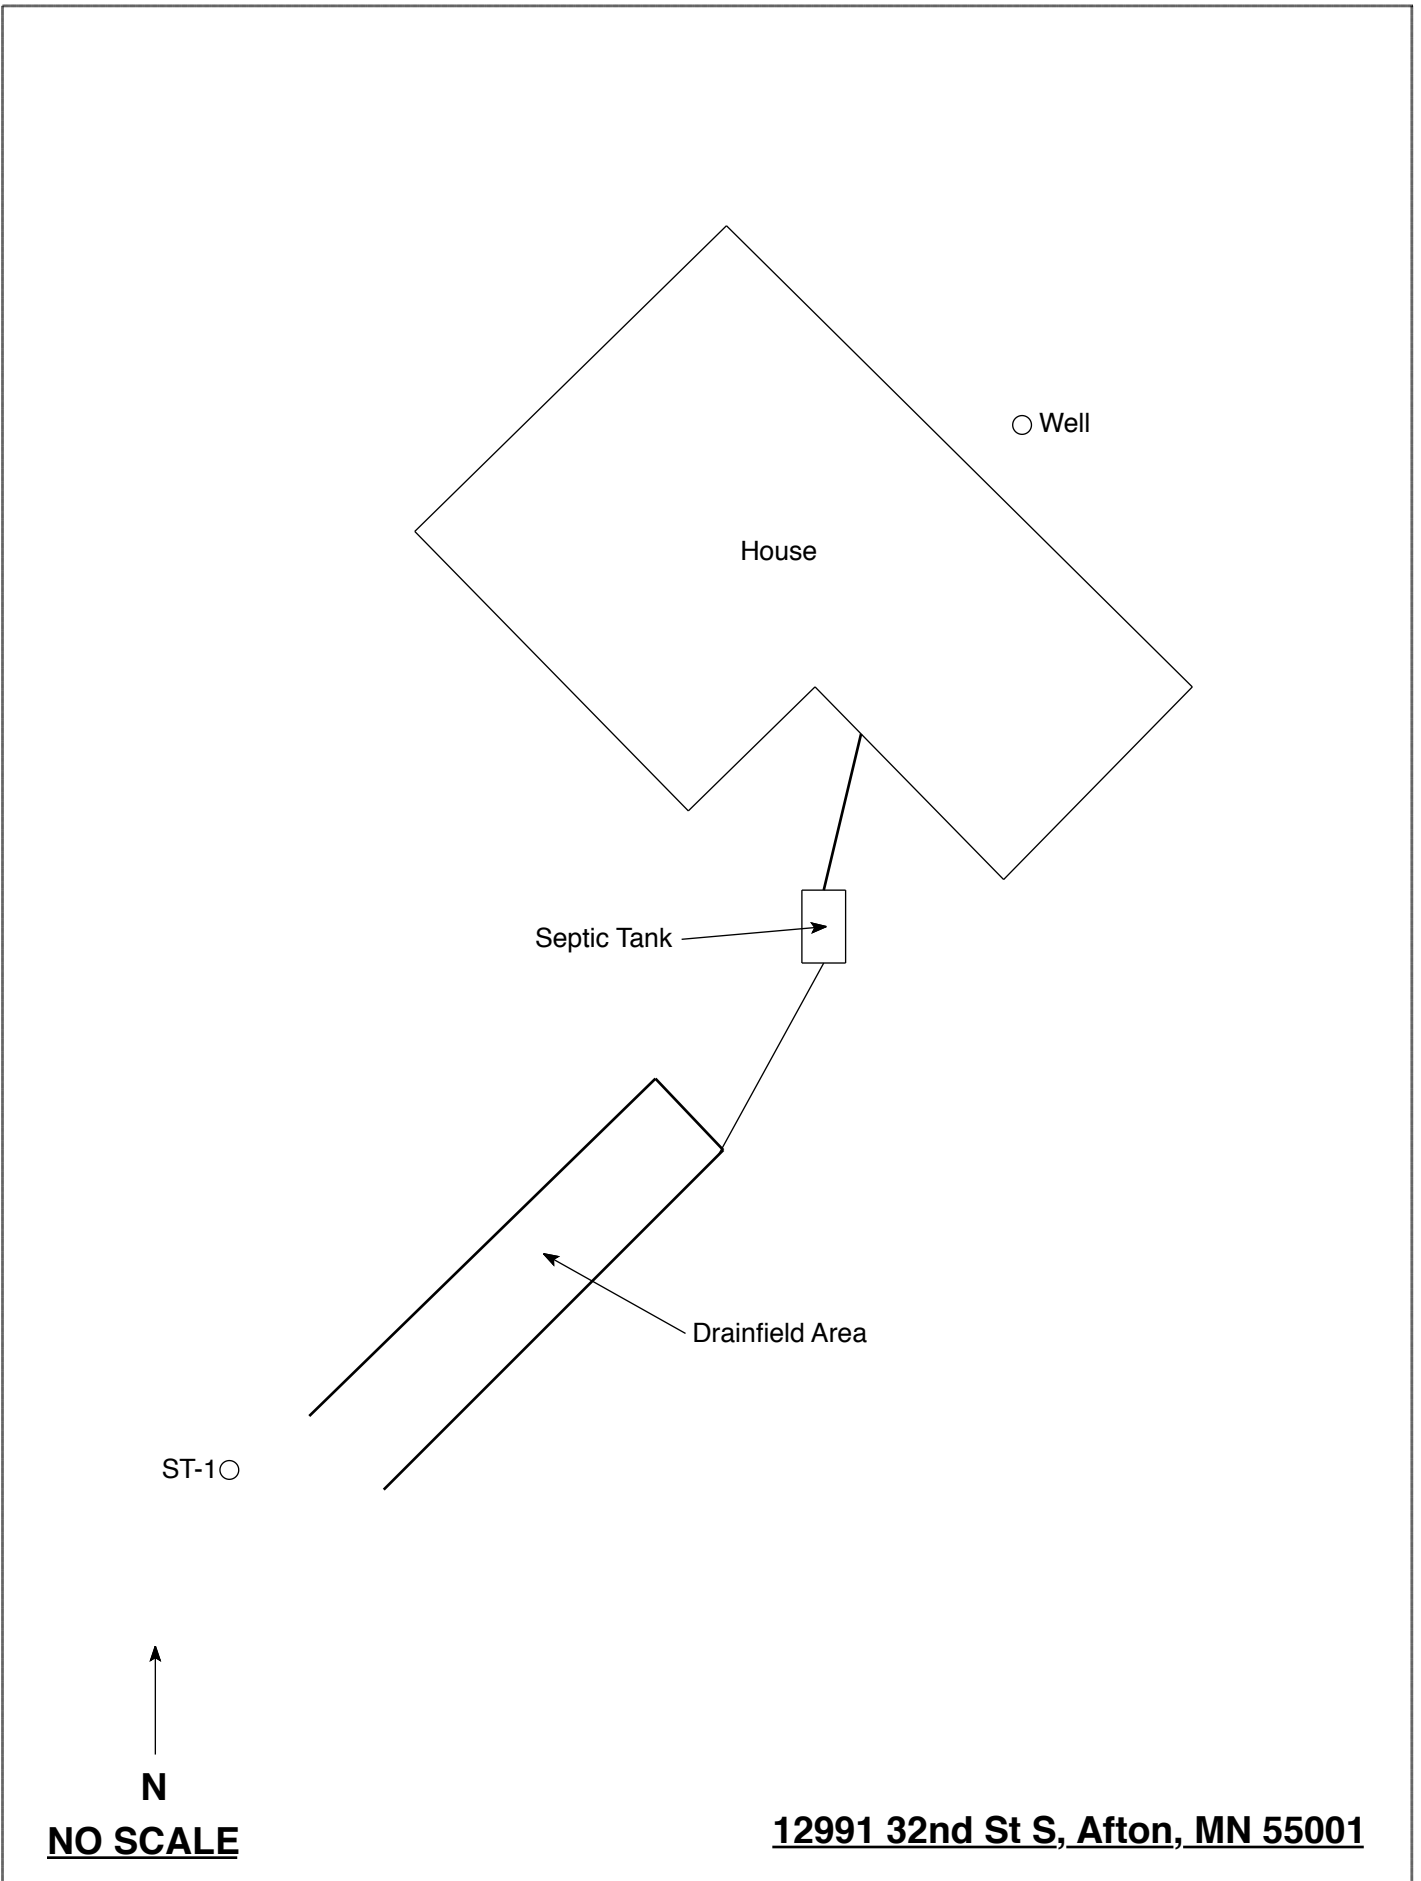 Well
House
Septic Tank
Drainfield Area
ST-1
N
NO SCALE
12991 32nd St S, Afton, MN 55001